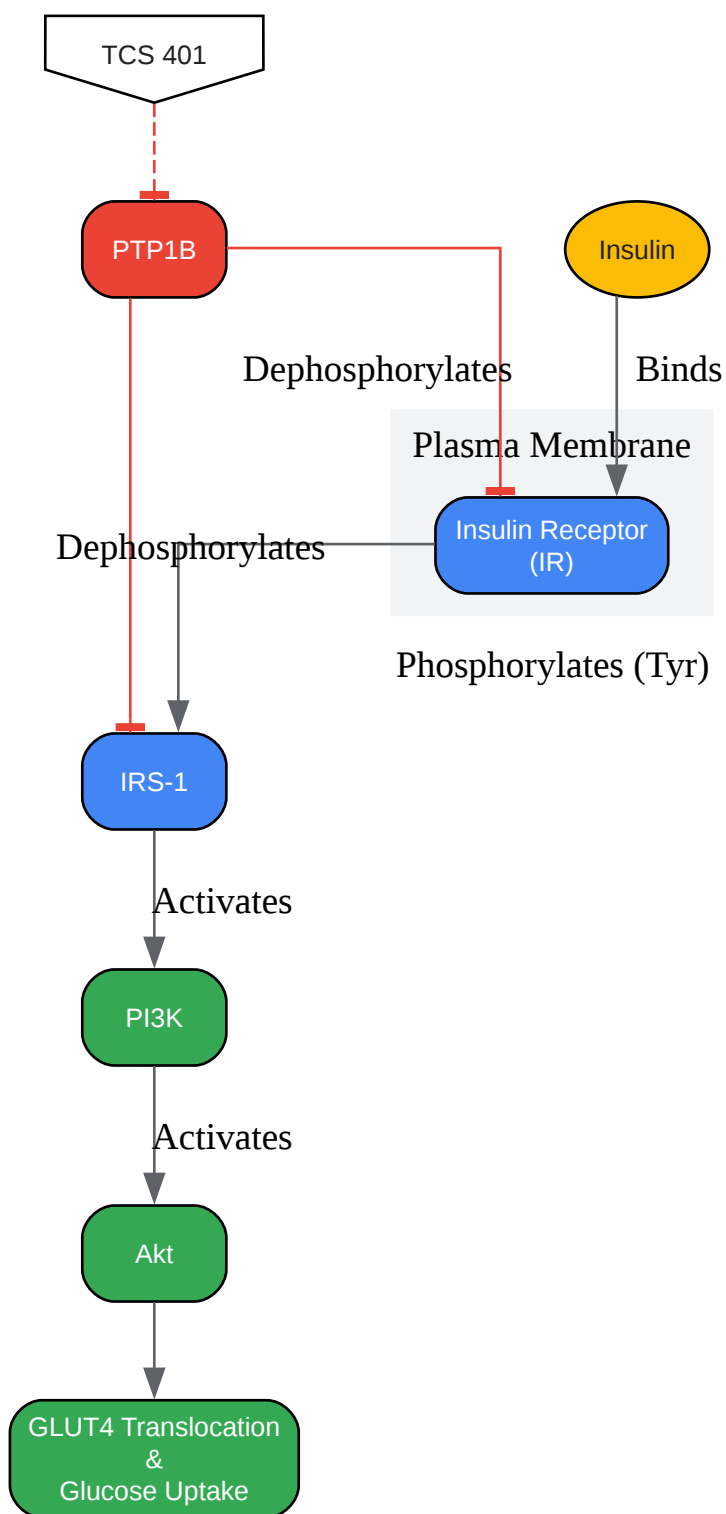 TCS 401
PTP1B
Insulin
Dephosphorylates
Binds
Plasma Membrane
Insulin Receptor
(IR)
Dephosphorylates
Phosphorylates (Tyr)
IRS-1
Activates
PI3K
Activates
Akt
GLUT4 Translocation
&
Glucose Uptake